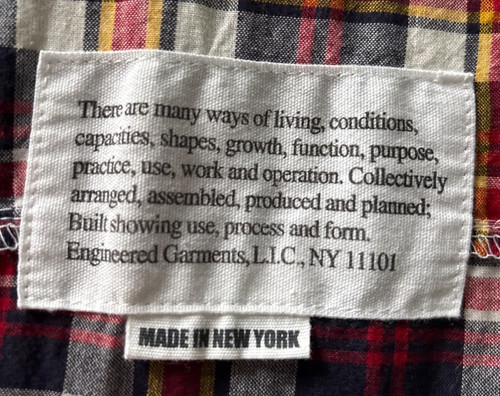 There are many ways of living, conditions,
capacities, shapes, growth, function, purpose,
practice, use, work and operation. Collectively
arranged, assembled, produced and planned;
Built showing use, process and form.
Engineered Garments, L.I.C., NY 11101
MADE IN NEW YORK